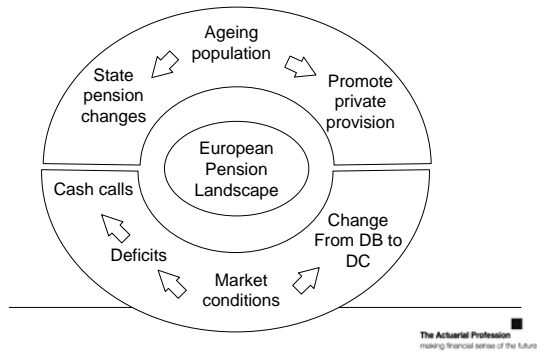 Ageing
population
State
pension
changes
Promote
private
provision
European
Pension
Landscape
Cash calls
Change
From DB to
DC
Deficits
Market
conditions
The Actuarial Profession
making financial sense of the future